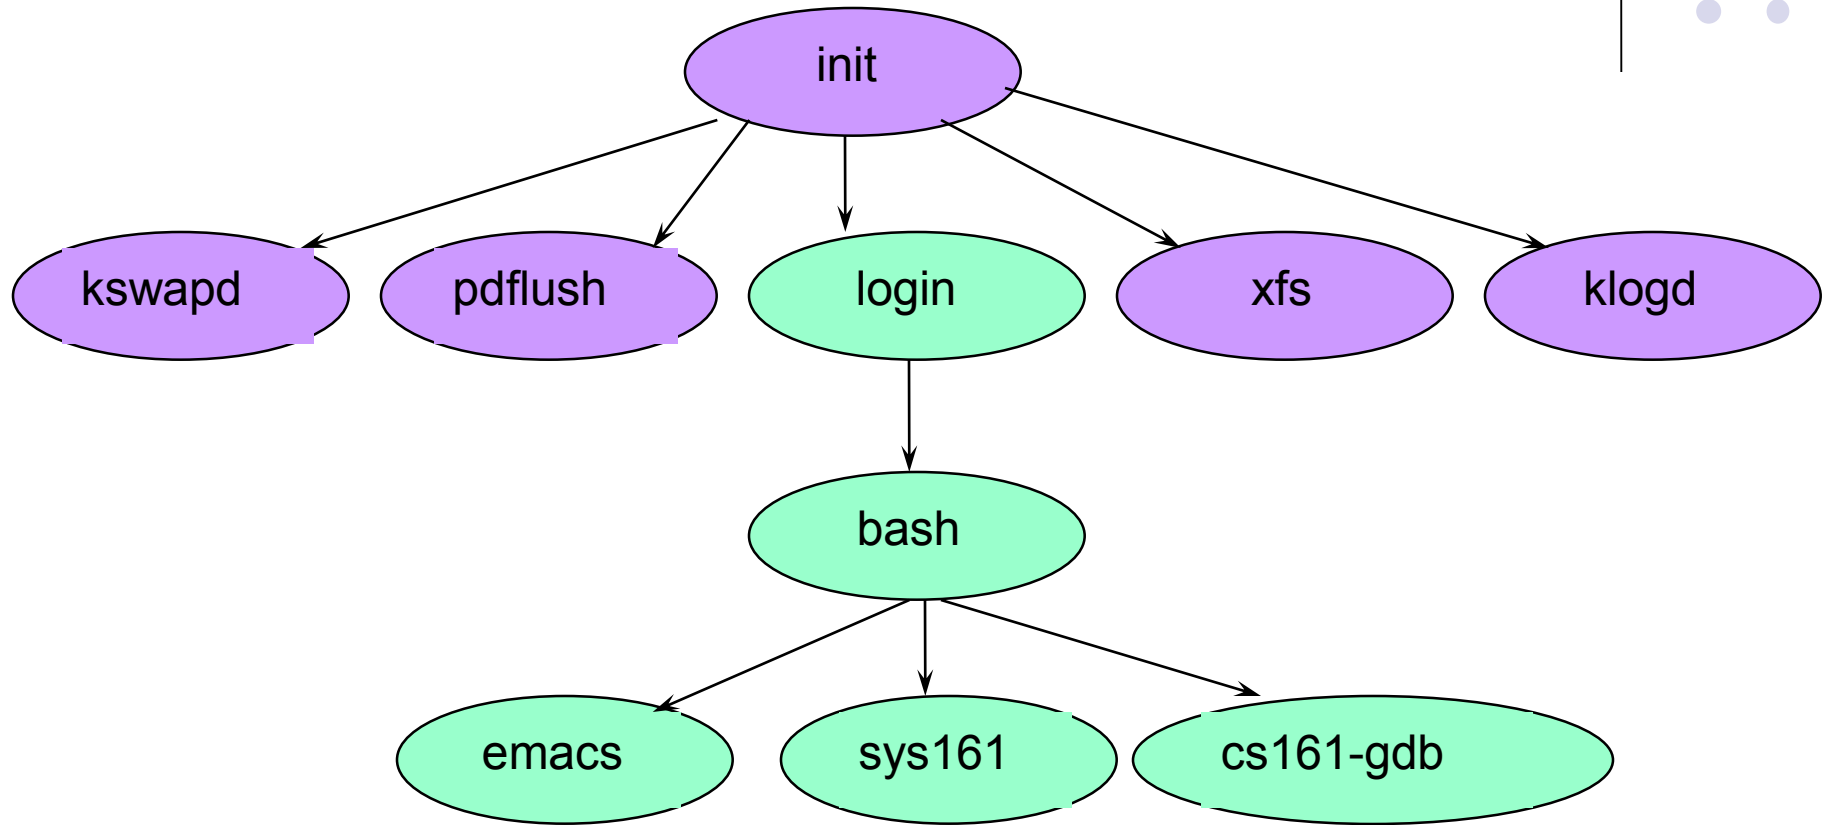 init
kswapd
pdflush
login
xfs
klogd
bash
emacs
sys161
cs161-gdb